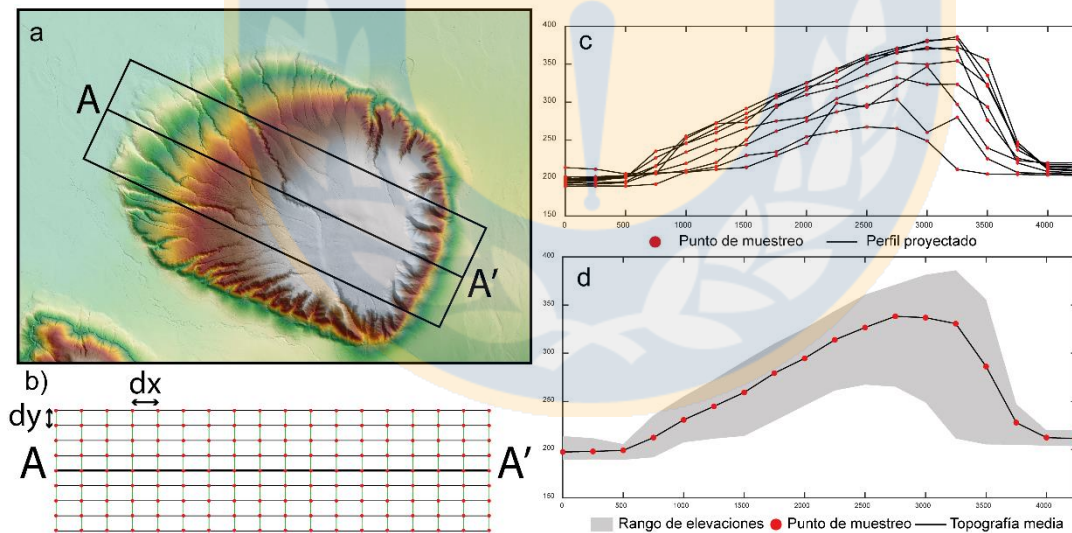 a
A
A'
b)
dx
dy
A
A'
c
400
350
300
250
200
150
0 500 1000 1500 2000 2500 3000 3500 4000
Punto de muestreo Perfil proyectado
d
400
350
300
250
200
150
0 500 1000 1500 2000 2500 3000 3500 4000
Rango de elevaciones Punto de muestreo Topografía media